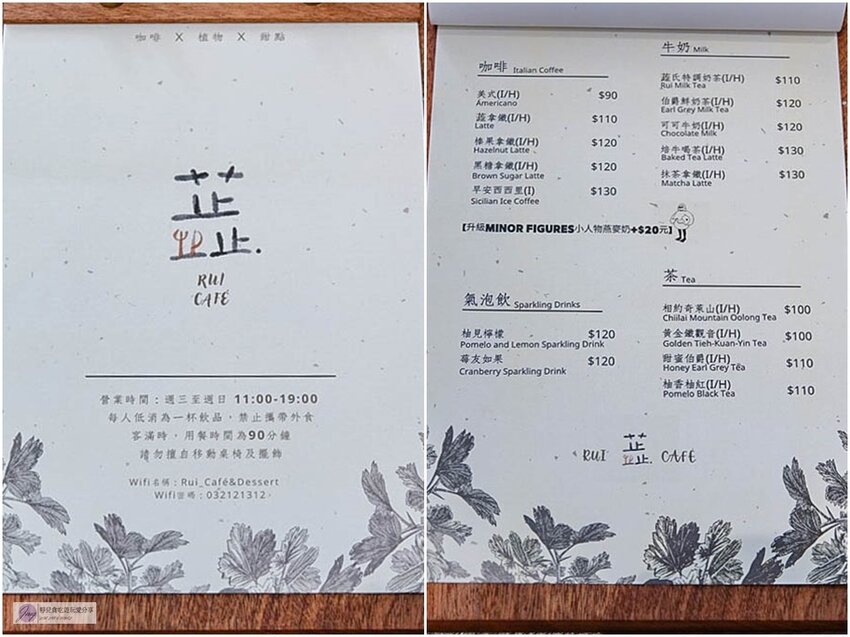 咖啡 X 植物 X 甜點
RUI
CAFÉ
營業時間：週三至週日 11:00-19:00
每人低消為一杯飲品，禁止攜帶外食
客滿時，用餐時間為90分鐘
請勿擅自移動桌椅及擺飾
Wifi名稱：Rui_Café&Dessert
Wifi密碼：032121312。
咖啡 Italian Coffee
美式(I/H) $90
Americano
蕋拿鐵(I/H) $110
Latte
榛果拿鐵(I/H) $120
Hazelnut Latte
黑糖拿鐵(I/H) $120
Brown Sugar Latte
早安西西里(I) $130
Sicilian Ice Coffee
牛奶 Milk
蕋氏特調奶茶(I/H) $110
Rui Milk Tea
伯爵鮮奶茶(I/H) $120
Earl Grey Milk Tea
可可牛奶(I/H) $120
Chocolate Milk
焙牛喝茶(I/H) $130
Baked Tea Latte
抹茶拿鐵(I/H) $130
Matcha Latte
【升級MINOR FIGURES小人物燕麥奶+$20元】
氣泡飲 Sparkling Drinks
柚見檸檬 $120
Pomelo and Lemon Sparkling Drink
莓友如果 $120
Cranberry Sparkling Drink
茶 Tea
相約奇萊山(I/H) $100
Chiilai Mountain Oolong Tea
黃金鐵觀音(I/H) $100
Golden Tieh-Kuan-Yin Tea
甜蜜伯爵(I/H) $110
Honey Earl Grey Tea
柚香柚紅(I/H) $110
Pomelo Black Tea
RUI CAFÉ